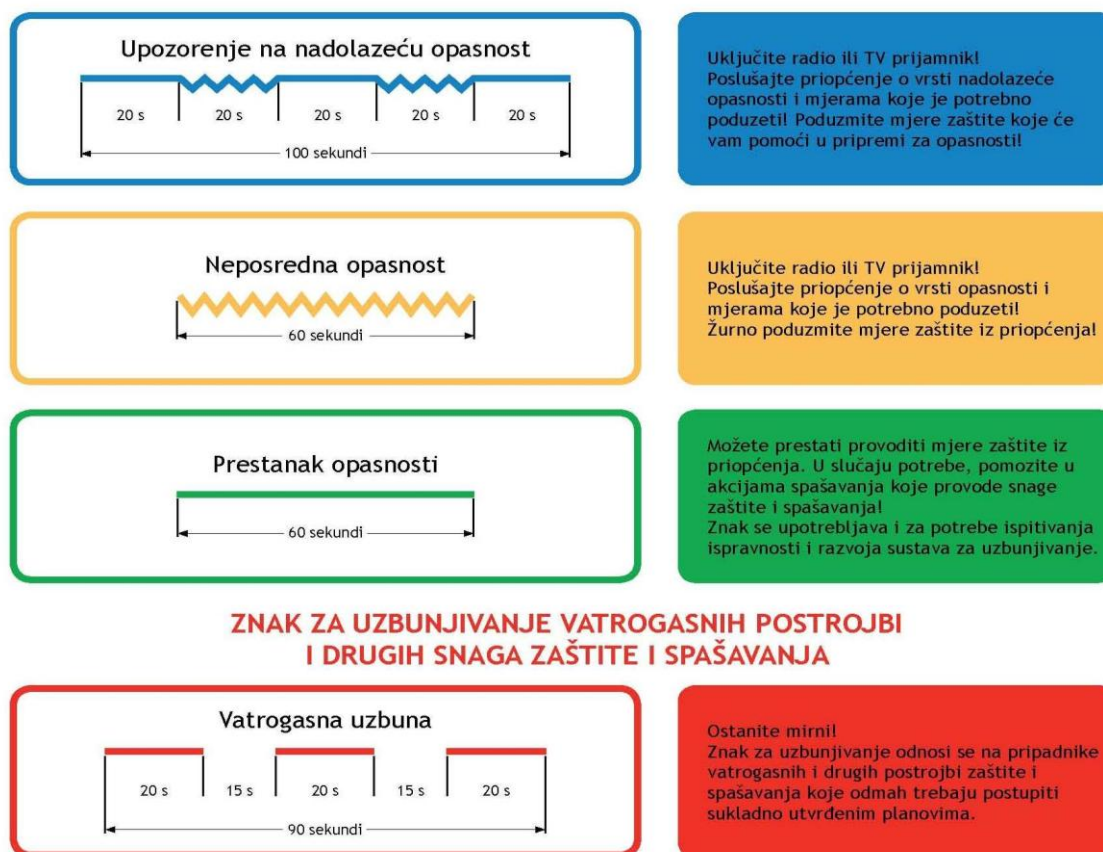 Upozorenje na nadolazeću opasnost
20 s 20 s 20 s 20 s 20 s
100 sekundi
Uključite radio ili TV prijamnik!
Poslušajte priopćenje o vrsti nadolazeće
opasnosti i mjerama koje je potrebno
poduzeti! Poduzmite mjere zaštite koje će
vam pomoći u pripremi za opasnosti!
Neposredna opasnost
60 sekundi
Uključite radio ili TV prijamnik!
Poslušajte priopćenje o vrsti opasnosti i
mjerama koje je potrebno poduzeti!
Žurno poduzmite mjere zaštite iz priopćenja!
Prestanak opasnosti
60 sekundi
Možete prestati provoditi mjere zaštite iz
priopćenja. U slučaju potrebe, pomozite u
akcijama spašavanja koje provode snage
zaštite i spašavanja!
Znak se upotrebljava i za potrebe ispitivanja
ispravnosti i razvoja sustava za uzbunjivanje.
ZNAK ZA UZBUNJIVANJE VATROGASNIH POSTROJBI
I DRUGIH SNAGA ZAŠTITE I SPAŠAVANJA
Vatrogasna uzbuna
20 s 15 s 20 s 15 s 20 s
90 sekundi
Ostanite mirni!
Znak za uzbunjivanje odnosi se na pripadnike
vatrogasnih i drugih postrojbi zaštite i
spašavanja koje odmah trebaju postupiti
sukladno utvrđenim planovima.